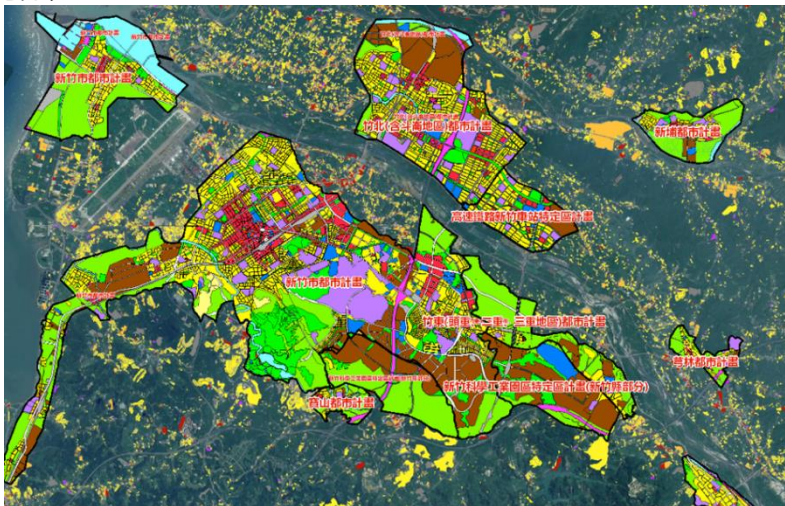 新竹市都市計畫
竹北(含斗崙地區)都市計畫
新埔都市計畫
高速鐵路新竹車站特定區計畫
新竹市都市計畫
竹東(頭重、二重、三重地區)都市計畫
芎林都市計畫
新竹科學工業園區特定區計畫(新竹縣部分)
寶山都市計畫